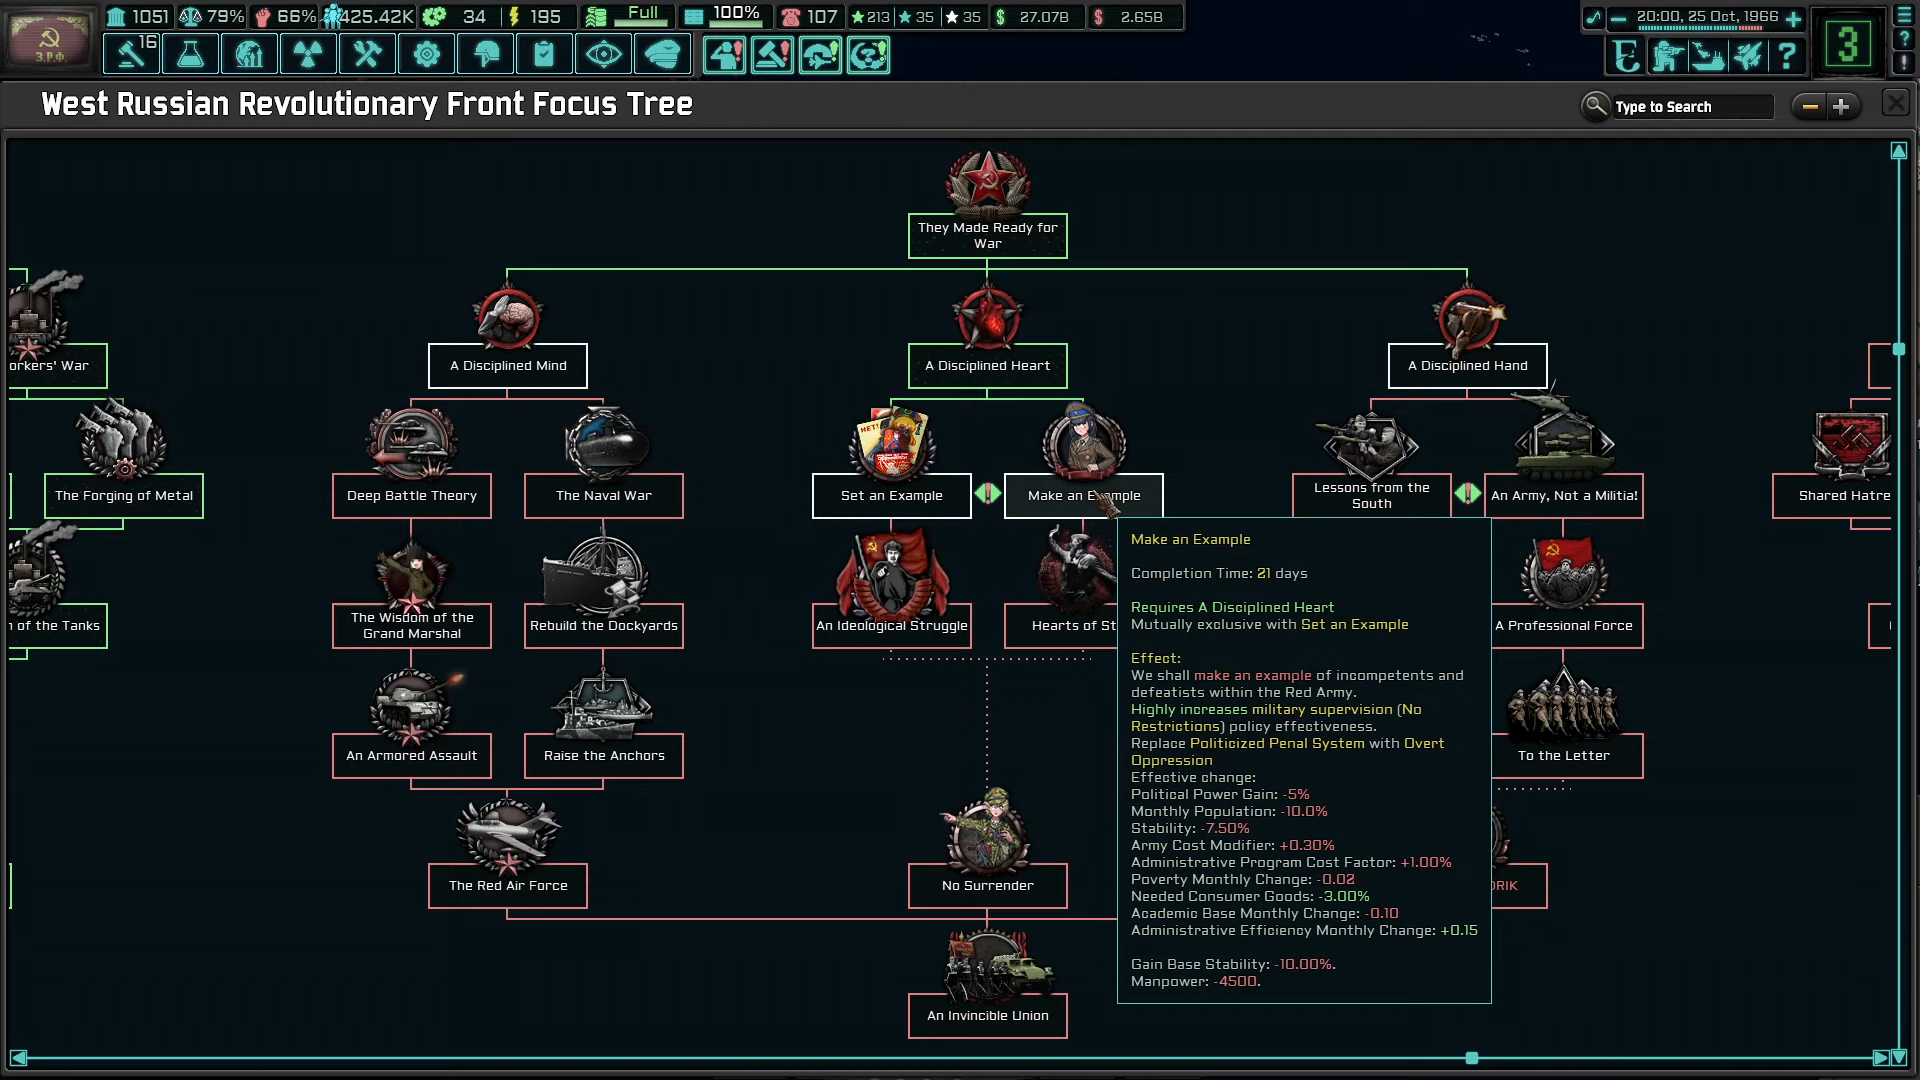 З.Р.Ф.
1051
79%
66%
425.42K
34
195
Full
100%
107
213
35
35
27.07B
2.65B
20:00, 25 Oct, 1966
3
16
West Russian Revolutionary Front Focus Tree
Type to Search
They Made Ready for
War
orkers' War
A Disciplined Mind
A Disciplined Heart
A Disciplined Hand
The Forging of Metal
Deep Battle Theory
The Naval War
НЕТ!
Set an Example
Make an Example
Lessons from the
South
An Army, Not a Militia!
Shared Hatre
n of the Tanks
The Wisdom of the
Grand Marshal
Rebuild the Dockyards
An Ideological Struggle
Hearts of St
A Professional Force
An Armored Assault
Raise the Anchors
To the Letter
The Red Air Force
No Surrender
ORIK
An Invincible Union
Make an Example
Completion Time: 21 days
Requires A Disciplined Heart
Mutually exclusive with Set an Example
Effect:
We shall make an example of incompetents and
defeatists within the Red Army.
Highly increases military supervision (No
Restrictions) policy effectiveness.
Replace Politicized Penal System with Overt
Oppression
Effective change:
Political Power Gain: -5%
Monthly Population: -10.0%
Stability: -7.50%
Army Cost Modifier: +0.30%
Administrative Program Cost Factor: +1.00%
Poverty Monthly Change: -0.02
Needed Consumer Goods: -3.00%
Academic Base Monthly Change: -0.10
Administrative Efficiency Monthly Change: +0.15
Gain Base Stability: -10.00%.
Manpower: -4500.